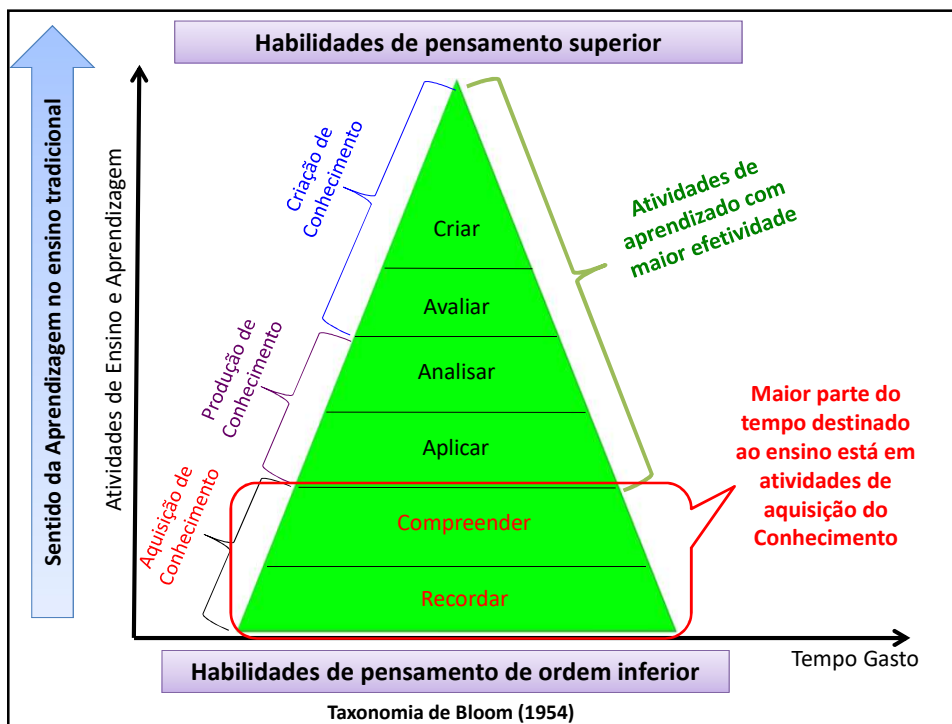 Habilidades de pensamento superior
Sentido da Aprendizagem no ensino tradicional
Atividades de Ensino e Aprendizagem
Criação de
Conhecimento
Produção de
Conhecimento
Aquisição de
Conhecimento
Criar
Avaliar
Analisar
Aplicar
Compreender
Recordar
Atividades de
aprendizado com
maior efetividade
Maior parte do
tempo destinado
ao ensino está em
atividades de
aquisição do
Conhecimento
Tempo Gasto
Habilidades de pensamento de ordem inferior
Taxonomia de Bloom (1954)